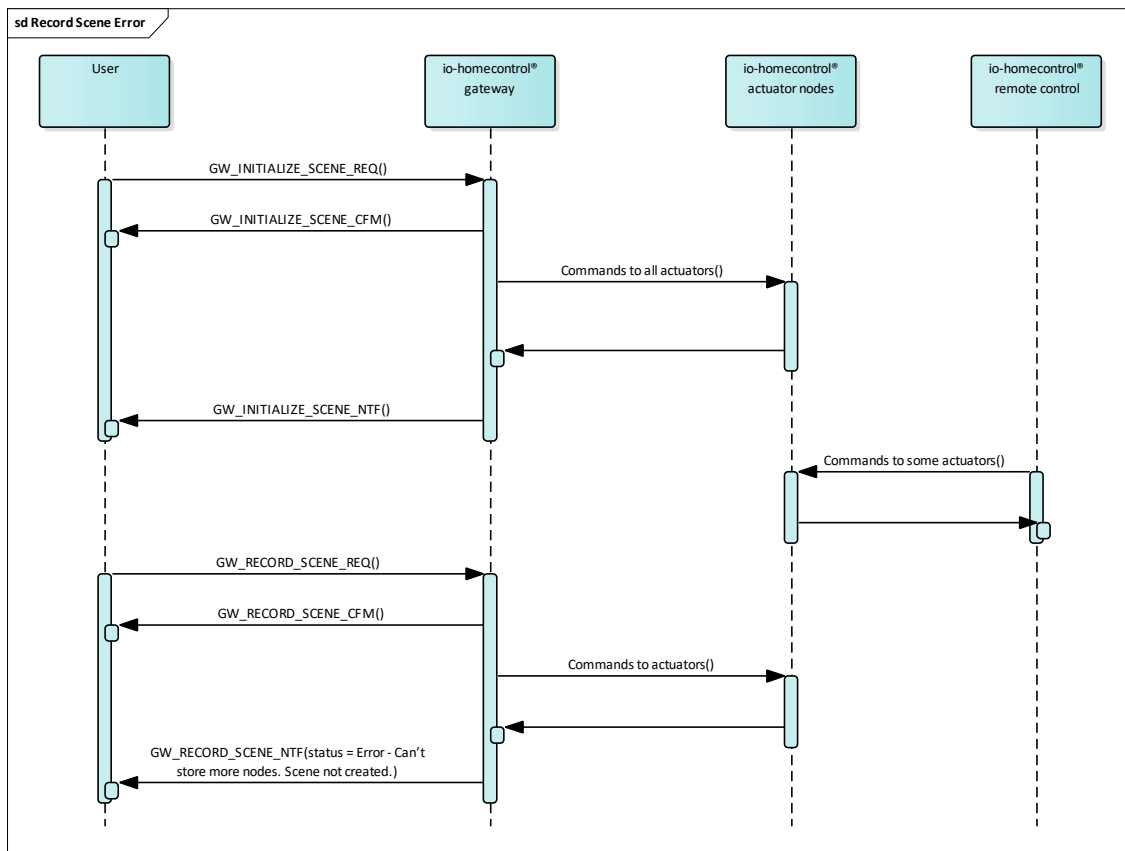 sd Record Scene Error
User
io-homecontrol®
gateway
io-homecontrol®
actuator nodes
io-homecontrol®
remote control
GW_INITIALIZE_SCENE_REQ()
GW_INITIALIZE_SCENE_CFM()
Commands to all actuators()
GW_INITIALIZE_SCENE_NTF()
Commands to some actuators()
GW_RECORD_SCENE_REQ()
GW_RECORD_SCENE_CFM()
Commands to actuators()
GW_RECORD_SCENE_NTF(status = Error - Can’t
store more nodes. Scene not created.)